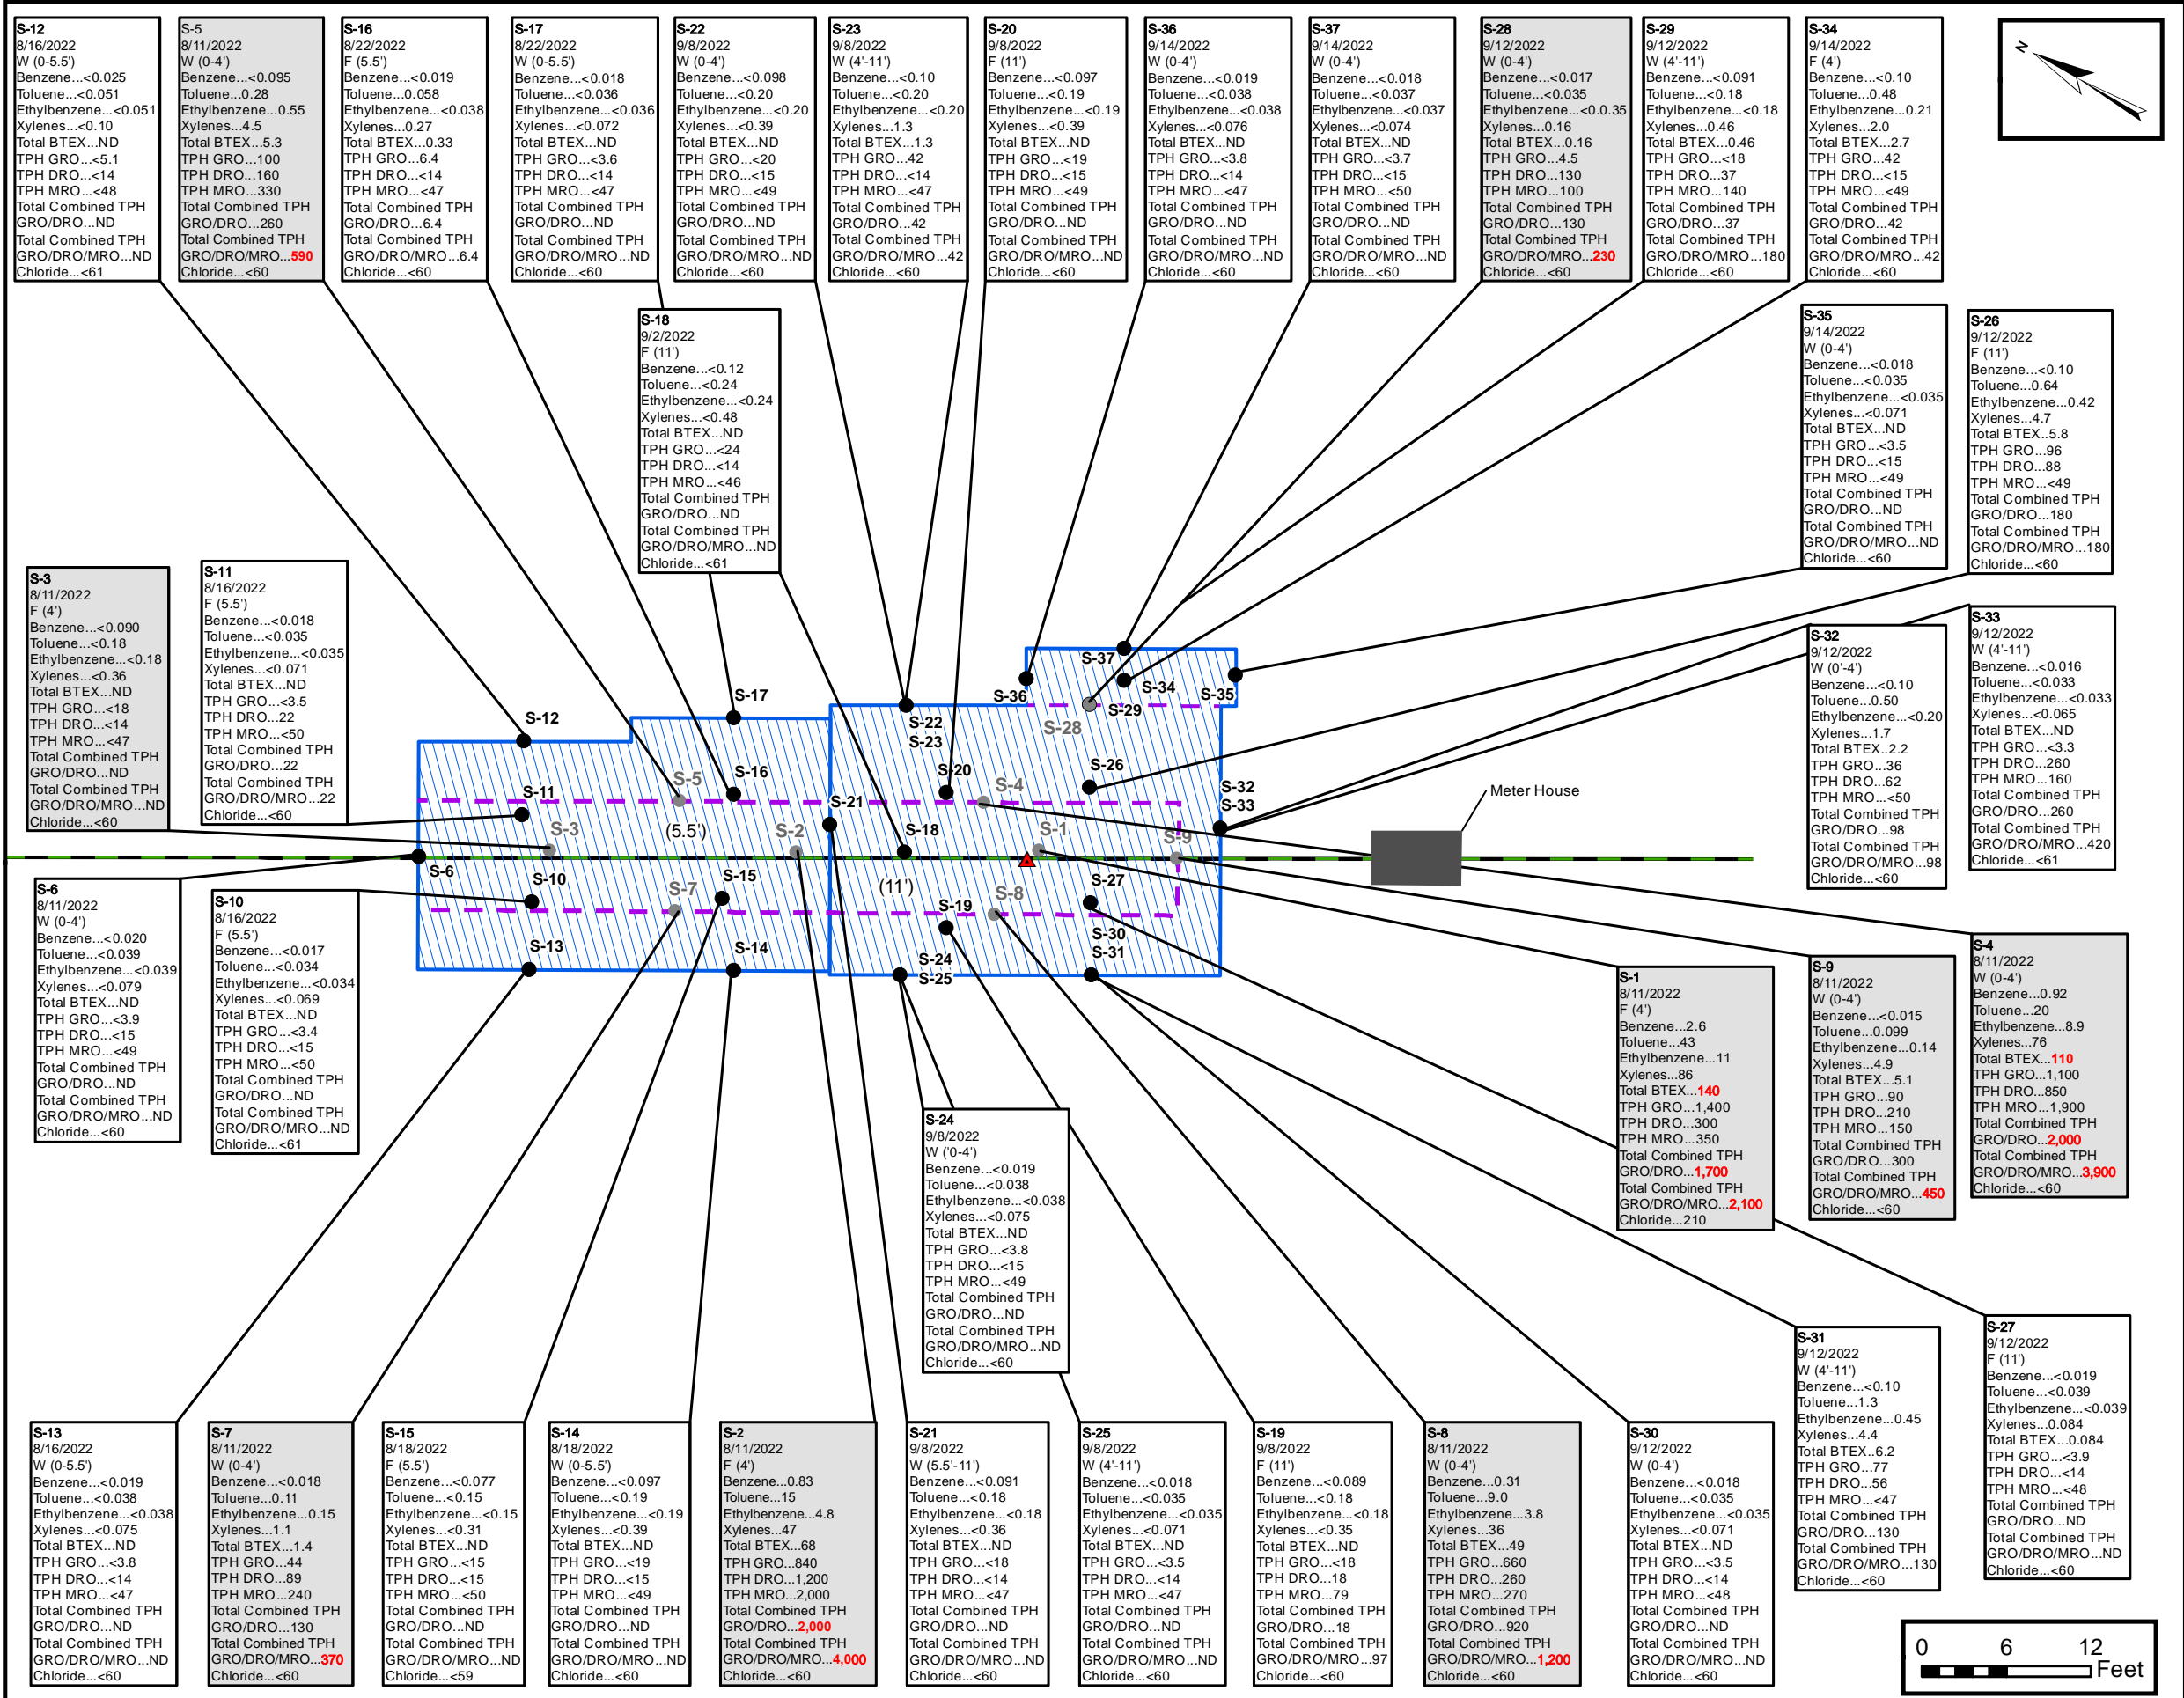 S-12
8/16/2022
W (0-5.5')
Benzene...<0.025
Toluene...<0.051
Ethylbenzene...<0.051
Xylenes...<0.10
Total BTEX...ND
TPH GRO...<5.1
TPH DRO...<14
TPH MRO...<48
Total Combined TPH
GRO/DRO...ND
Total Combined TPH
GRO/DRO/MRO...ND
Chloride...<61
S-5
8/11/2022
W (0-4')
Benzene...<0.095
Toluene...0.28
Ethylbenzene...0.55
Xylenes...4.5
Total BTEX...5.3
TPH GRO...100
TPH DRO...160
TPH MRO...330
Total Combined TPH
GRO/DRO...260
Total Combined TPH
GRO/DRO/MRO...590
Chloride...<60
S-16
8/22/2022
F (5.5')
Benzene...<0.019
Toluene...0.058
Ethylbenzene...<0.038
Xylenes...0.27
Total BTEX...0.33
TPH GRO...6.4
TPH DRO...<14
TPH MRO...<47
Total Combined TPH
GRO/DRO...6.4
Total Combined TPH
GRO/DRO/MRO...6.4
Chloride...<60
S-17
8/22/2022
W (0-5.5')
Benzene...<0.018
Toluene...<0.036
Ethylbenzene...<0.036
Xylenes...<0.072
Total BTEX...ND
TPH GRO...<3.6
TPH DRO...<14
TPH MRO...<47
Total Combined TPH
GRO/DRO...ND
Total Combined TPH
GRO/DRO/MRO...ND
Chloride...<60
S-22
9/8/2022
W (0-4')
Benzene...<0.098
Toluene...<0.20
Ethylbenzene...<0.20
Xylenes...<0.39
Total BTEX...ND
TPH GRO...<20
TPH DRO...<15
TPH MRO...<49
Total Combined TPH
GRO/DRO...ND
Total Combined TPH
GRO/DRO/MRO...ND
Chloride...<60
S-23
9/8/2022
W (4'-11')
Benzene...<0.10
Toluene...<0.20
Ethylbenzene...<0.20
Xylenes...1.3
Total BTEX...1.3
TPH GRO...42
TPH DRO...<14
TPH MRO...<47
Total Combined TPH
GRO/DRO...42
Total Combined TPH
GRO/DRO/MRO...42
Chloride...<60
S-20
9/8/2022
F (11')
Benzene...<0.097
Toluene...<0.19
Ethylbenzene...<0.19
Xylenes...<0.39
Total BTEX...ND
TPH GRO...<19
TPH DRO...<15
TPH MRO...<49
Total Combined TPH
GRO/DRO...ND
Total Combined TPH
GRO/DRO/MRO...ND
Chloride...<60
S-36
9/14/2022
W (0-4')
Benzene...<0.019
Toluene...<0.038
Ethylbenzene...<0.038
Xylenes...<0.076
Total BTEX...ND
TPH GRO...<3.8
TPH DRO...<14
TPH MRO...<47
Total Combined TPH
GRO/DRO...ND
Total Combined TPH
GRO/DRO/MRO...ND
Chloride...<60
S-37
9/14/2022
W (0-4')
Benzene...<0.018
Toluene...<0.037
Ethylbenzene...<0.037
Xylenes...<0.074
Total BTEX...ND
TPH GRO...<3.7
TPH DRO...<15
TPH MRO...<50
Total Combined TPH
GRO/DRO...ND
Total Combined TPH
GRO/DRO/MRO...ND
Chloride...<60
S-28
9/12/2022
W (0-4')
Benzene...<0.017
Toluene...<0.035
Ethylbenzene...<0.0.35
Xylenes...0.16
Total BTEX...0.16
TPH GRO...4.5
TPH DRO...130
TPH MRO...100
Total Combined TPH
GRO/DRO...130
Total Combined TPH
GRO/DRO/MRO...230
Chloride...<60
S-29
9/12/2022
W (4'-11')
Benzene...<0.091
Toluene...<0.18
Ethylbenzene...<0.18
Xylenes...0.46
Total BTEX...0.46
TPH GRO...<18
TPH DRO...37
TPH MRO...140
Total Combined TPH
GRO/DRO...37
Total Combined TPH
GRO/DRO/MRO...180
Chloride...<60
S-34
9/14/2022
F (4')
Benzene...<0.10
Toluene...0.48
Ethylbenzene...0.21
Xylenes...2.0
Total BTEX...2.7
TPH GRO...42
TPH DRO...<15
TPH MRO...<49
Total Combined TPH
GRO/DRO...42
Total Combined TPH
GRO/DRO/MRO...42
Chloride...<60
N
S-18
9/2/2022
F (11')
Benzene...<0.12
Toluene...<0.24
Ethylbenzene...<0.24
Xylenes...<0.48
Total BTEX...ND
TPH GRO...<24
TPH DRO...<14
TPH MRO...<46
Total Combined TPH
GRO/DRO...ND
Total Combined TPH
GRO/DRO/MRO...ND
Chloride...<61
S-35
9/14/2022
W (0-4')
Benzene...<0.018
Toluene...<0.035
Ethylbenzene...<0.035
Xylenes...<0.071
Total BTEX...ND
TPH GRO...<3.5
TPH DRO...<15
TPH MRO...<49
Total Combined TPH
GRO/DRO...ND
Total Combined TPH
GRO/DRO/MRO...ND
Chloride...<60
S-26
9/12/2022
F (11')
Benzene...<0.10
Toluene...0.64
Ethylbenzene...0.42
Xylenes...4.7
Total BTEX...5.8
TPH GRO...96
TPH DRO...88
TPH MRO...<49
Total Combined TPH
GRO/DRO...180
Total Combined TPH
GRO/DRO/MRO...180
Chloride...<60
S-3
8/11/2022
F (4')
Benzene...<0.090
Toluene...<0.18
Ethylbenzene...<0.18
Xylenes...<0.36
Total BTEX...ND
TPH GRO...<18
TPH DRO...<14
TPH MRO...<47
Total Combined TPH
GRO/DRO...ND
Total Combined TPH
GRO/DRO/MRO...ND
Chloride...<60
S-11
8/16/2022
F (5.5')
Benzene...<0.018
Toluene...<0.035
Ethylbenzene...<0.035
Xylenes...<0.071
Total BTEX...ND
TPH GRO...<3.5
TPH DRO...22
TPH MRO...<50
Total Combined TPH
GRO/DRO...22
Total Combined TPH
GRO/DRO/MRO...22
Chloride...<60
S-32
9/12/2022
W (0'-4')
Benzene...<0.10
Toluene...0.50
Ethylbenzene...<0.20
Xylenes...1.7
Total BTEX..2.2
TPH GRO...36
TPH DRO...62
TPH MRO...<50
Total Combined TPH
GRO/DRO...98
Total Combined TPH
GRO/DRO/MRO...98
Chloride...<60
S-33
9/12/2022
W (4'-11')
Benzene...<0.016
Toluene...<0.033
Ethylbenzene...<0.033
Xylenes...<0.065
Total BTEX...ND
TPH GRO...<3.3
TPH DRO...260
TPH MRO...160
Total Combined TPH
GRO/DRO...260
Total Combined TPH
GRO/DRO/MRO...420
Chloride...<61
S-37
S-34
S-36
S-35
S-29
S-28
S-17
S-12
S-22
S-23
S-5
S-16
S-20
S-4
S-26
S-32
S-33
S-11
S-21
Meter House
S-3
(5.5')
S-2
S-18
S-1
S-9
S-6
S-10
S-7
S-15
(11')
S-8
S-27
S-19
S-30
S-31
S-13
S-14
S-24
S-25
S-6
8/11/2022
W (0-4')
Benzene...<0.020
Toluene...<0.039
Ethylbenzene...<0.039
Xylenes...<0.079
Total BTEX...ND
TPH GRO...<3.9
TPH DRO...<15
TPH MRO...<49
Total Combined TPH
GRO/DRO...ND
Total Combined TPH
GRO/DRO/MRO...ND
Chloride...<60
S-10
8/16/2022
F (5.5')
Benzene...<0.017
Toluene...<0.034
Ethylbenzene...<0.034
Xylenes...<0.069
Total BTEX...ND
TPH GRO...<3.4
TPH DRO...<15
TPH MRO...<50
Total Combined TPH
GRO/DRO...ND
Total Combined TPH
GRO/DRO/MRO...ND
Chloride...<61
S-1
8/11/2022
F (4')
Benzene...2.6
Toluene...43
Ethylbenzene...11
Xylenes...86
Total BTEX...140
TPH GRO...1,400
TPH DRO...300
TPH MRO...350
Total Combined TPH
GRO/DRO...1,700
Total Combined TPH
GRO/DRO/MRO...2,100
Chloride...210
S-9
8/11/2022
W (0-4')
Benzene...<0.015
Toluene...0.099
Ethylbenzene...0.14
Xylenes...4.9
Total BTEX...5.1
TPH GRO...90
TPH DRO...210
TPH MRO...150
Total Combined TPH
GRO/DRO...300
Total Combined TPH
GRO/DRO/MRO...450
Chloride...<60
S-4
8/11/2022
W (0-4')
Benzene...0.92
Toluene...20
Ethylbenzene...8.9
Xylenes...76
Total BTEX...110
TPH GRO...1,100
TPH DRO...850
TPH MRO...1,900
Total Combined TPH
GRO/DRO...2,000
Total Combined TPH
GRO/DRO/MRO...3,900
Chloride...<60
S-24
9/8/2022
W ('0-4')
Benzene...<0.019
Toluene...<0.038
Ethylbenzene...<0.038
Xylenes...<0.075
Total BTEX...ND
TPH GRO...<3.8
TPH DRO...<15
TPH MRO...<49
Total Combined TPH
GRO/DRO...ND
Total Combined TPH
GRO/DRO/MRO...ND
Chloride...<60
S-31
9/12/2022
W (4'-11')
Benzene...<0.10
Toluene...1.3
Ethylbenzene...0.45
Xylenes...4.4
Total BTEX..6.2
TPH GRO...77
TPH DRO...56
TPH MRO...<47
Total Combined TPH
GRO/DRO...130
Total Combined TPH
GRO/DRO/MRO...130
Chloride...<60
S-27
9/12/2022
F (11')
Benzene...<0.019
Toluene...<0.039
Ethylbenzene...<0.039
Xylenes...0.084
Total BTEX...0.084
TPH GRO...<3.9
TPH DRO...<14
TPH MRO...<48
Total Combined TPH
GRO/DRO...ND
Total Combined TPH
GRO/DRO/MRO...ND
Chloride...<60
S-13
8/16/2022
W (0-5.5')
Benzene...<0.019
Toluene...<0.038
Ethylbenzene...<0.038
Xylenes...<0.075
Total BTEX...ND
TPH GRO...<3.8
TPH DRO...<14
TPH MRO...<47
Total Combined TPH
GRO/DRO...ND
Total Combined TPH
GRO/DRO/MRO...ND
Chloride...<60
S-7
8/11/2022
W (0-4')
Benzene...<0.018
Toluene...0.11
Ethylbenzene...0.15
Xylenes...1.1
Total BTEX...1.4
TPH GRO...44
TPH DRO...89
TPH MRO...240
Total Combined TPH
GRO/DRO...130
Total Combined TPH
GRO/DRO/MRO...370
Chloride...<60
S-15
8/18/2022
F (5.5')
Benzene...<0.077
Toluene...<0.15
Ethylbenzene...<0.15
Xylenes...<0.31
Total BTEX...ND
TPH GRO...<15
TPH DRO...<15
TPH MRO...<50
Total Combined TPH
GRO/DRO...ND
Total Combined TPH
GRO/DRO/MRO...ND
Chloride...<59
S-14
8/18/2022
W (0-5.5')
Benzene...<0.097
Toluene...<0.19
Ethylbenzene...<0.19
Xylenes...<0.39
Total BTEX...ND
TPH GRO...<19
TPH DRO...<15
TPH MRO...<49
Total Combined TPH
GRO/DRO...ND
Total Combined TPH
GRO/DRO/MRO...ND
Chloride...<60
S-2
8/11/2022
F (4')
Benzene...0.83
Toluene...15
Ethylbenzene...4.8
Xylenes...47
Total BTEX...68
TPH GRO...840
TPH DRO...1,200
TPH MRO...2,000
Total Combined TPH
GRO/DRO...2,000
Total Combined TPH
GRO/DRO/MRO...4,000
Chloride...<60
S-21
9/8/2022
W (5.5'-11')
Benzene...<0.091
Toluene...<0.18
Ethylbenzene...<0.18
Xylenes...<0.36
Total BTEX...ND
TPH GRO...<18
TPH DRO...<14
TPH MRO...<47
Total Combined TPH
GRO/DRO...ND
Total Combined TPH
GRO/DRO/MRO...ND
Chloride...<60
S-25
9/8/2022
W (4'-11')
Benzene...<0.018
Toluene...<0.035
Ethylbenzene...<0.035
Xylenes...<0.071
Total BTEX...ND
TPH GRO...<3.5
TPH DRO...<14
TPH MRO...<47
Total Combined TPH
GRO/DRO...ND
Total Combined TPH
GRO/DRO/MRO...ND
Chloride...<60
S-19
9/8/2022
F (11')
Benzene...<0.089
Toluene...<0.18
Ethylbenzene...<0.18
Xylenes...<0.35
Total BTEX...ND
TPH GRO...<18
TPH DRO...18
TPH MRO...79
Total Combined TPH
GRO/DRO...18
Total Combined TPH
GRO/DRO/MRO...97
Chloride...<60
S-8
8/11/2022
W (0-4')
Benzene...0.31
Toluene...9.0
Ethylbenzene...3.8
Xylenes...36
Total BTEX...49
TPH GRO...660
TPH DRO...260
TPH MRO...270
Total Combined TPH
GRO/DRO...920
Total Combined TPH
GRO/DRO/MRO...1,200
Chloride...<60
S-30
9/12/2022
W (0-4')
Benzene...<0.018
Toluene...<0.035
Ethylbenzene...<0.035
Xylenes...<0.071
Total BTEX...ND
TPH GRO...<3.5
TPH DRO...<14
TPH MRO...<48
Total Combined TPH
GRO/DRO...ND
Total Combined TPH
GRO/DRO/MRO...ND
Chloride...<60
0 6 12
Feet